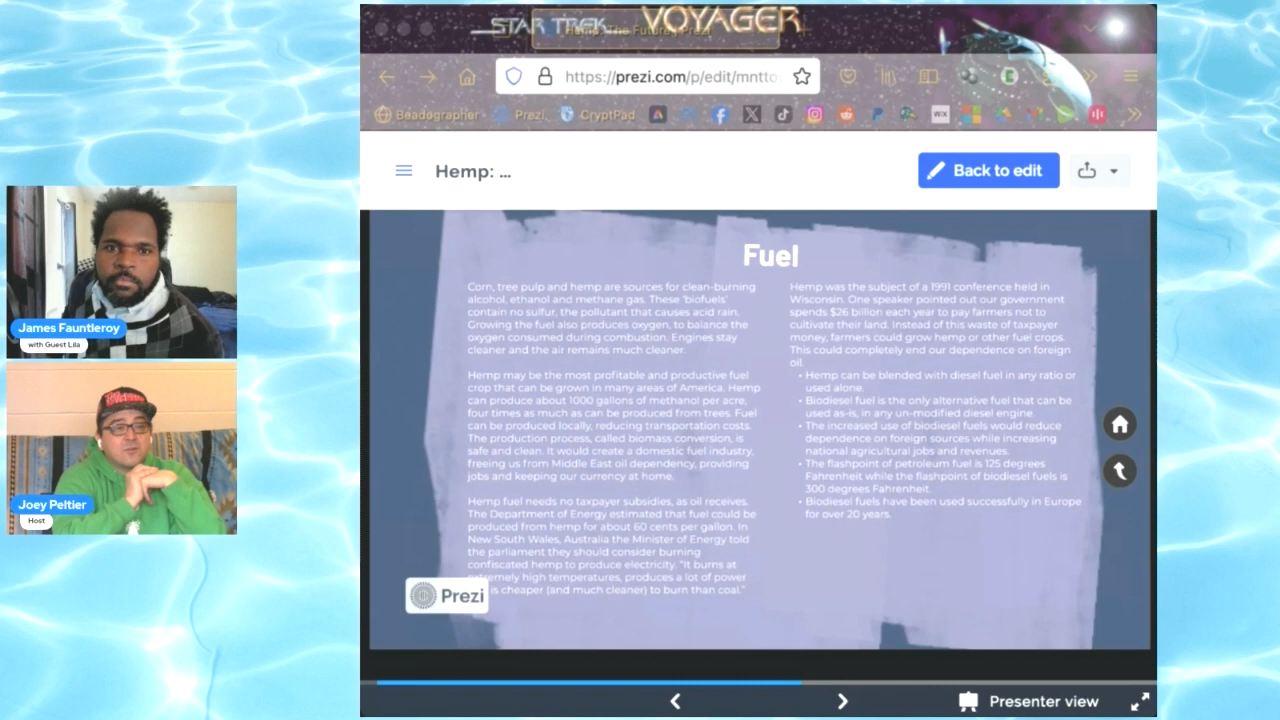 STAR TREK VOYAGER
Hemp: The Future | Prezi
https://prezi.com/p/edit/mntto
Beadographer
Prezi
CryptPad
WIX
Hemp: ...
Back to edit
Fuel
Corn, tree pulp and hemp are sources for clean-burning
alcohol, ethanol and methane gas. These 'biofuels'
contain no sulfur, the pollutant that causes acid rain.
Growing the fuel also produces oxygen, to balance the
oxygen consumed during combustion. Engines stay
cleaner and the air remains much cleaner.
Hemp may be the most profitable and productive fuel
crop that can be grown in many areas of America. Hemp
can produce about 1000 gallons of methanol per acre,
four times as much as can be produced from trees. Fuel
can be produced locally, reducing transportation costs.
The production process, called biomass conversion, is
safe and clean. It would create a domestic fuel industry,
freeing us from Middle East oil dependency, providing
jobs and keeping our currency at home.
Hemp fuel needs no taxpayer subsidies, as oil receives.
The Department of Energy estimated that fuel could be
produced from hemp for about 60 cents per gallon. In
New South Wales, Australia the Minister of Energy told
the parliament they should consider burning
confiscated hemp to produce electricity. "It burns at
extremely high temperatures, produces a lot of power
is cheaper (and much cleaner) to burn than coal."
Hemp was the subject of a 1991 conference held in
Wisconsin. One speaker pointed out our government
spends $26 billion each year to pay farmers not to
cultivate their land. Instead of this waste of taxpayer
money, farmers could grow hemp or other fuel crops.
This could completely end our dependence on foreign
oil.
• Hemp can be blended with diesel fuel in any ratio or
used alone.
• Biodiesel fuel is the only alternative fuel that can be
used as-is, in any un-modified diesel engine.
• The increased use of biodiesel fuels would reduce
dependence on foreign sources while increasing
national agricultural jobs and revenues.
• The flashpoint of petroleum fuel is 125 degrees
Fahrenheit while the flashpoint of biodiesel fuels is
300 degrees Fahrenheit.
• Biodiesel fuels have been used successfully in Europe
for over 20 years.
Prezi
Presenter view
James Fauntleroy
with Guest Lila
Joey Peltier
Host